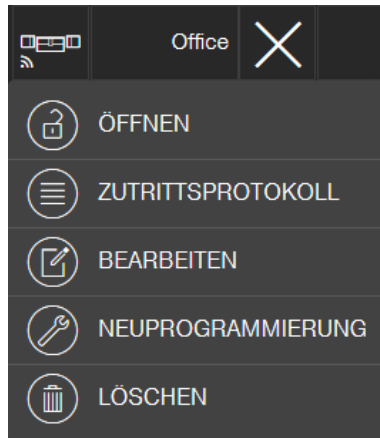 Office
ÖFFNEN
ZUTRITTSPROTOKOLL
BEARBEITEN
NEUPROGRAMMIERUNG
LÖSCHEN